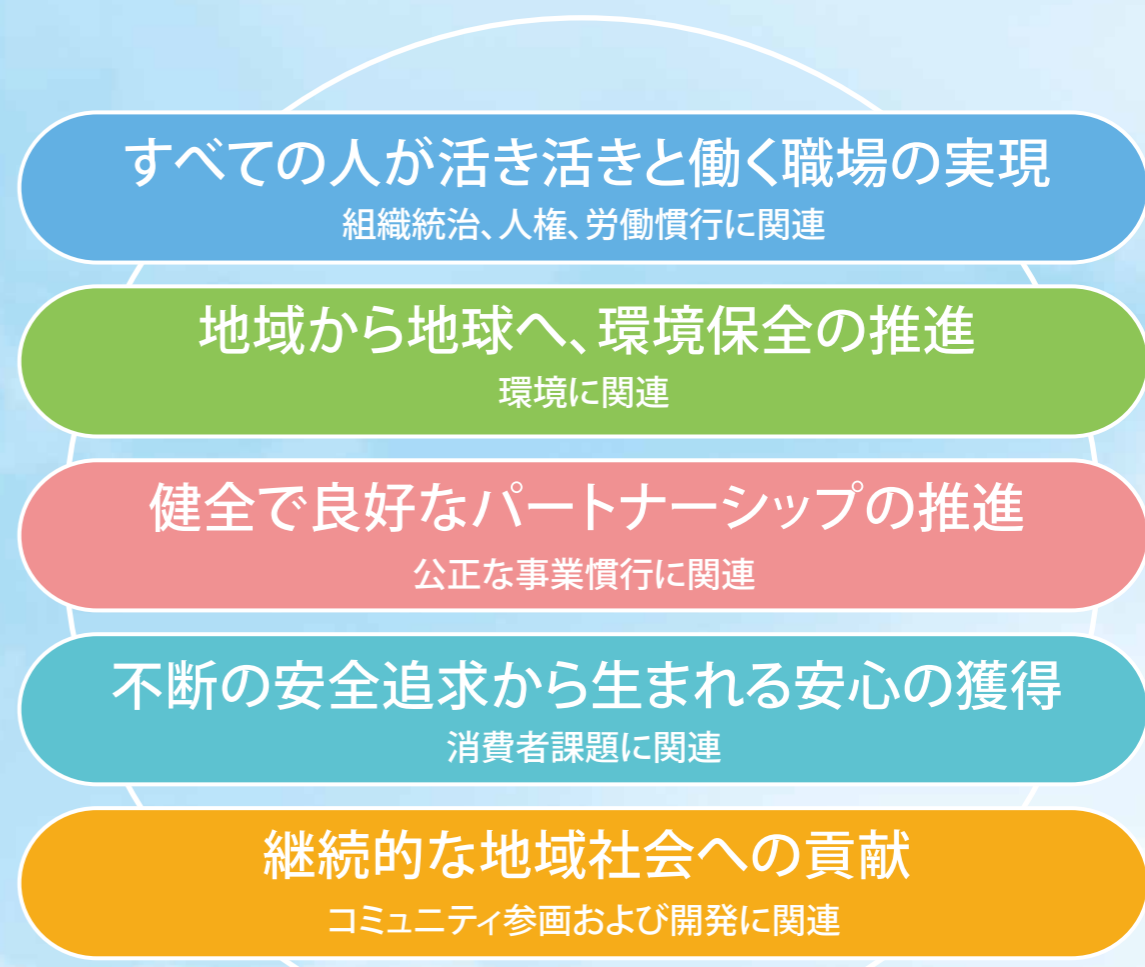 すべての人が活き活きと働く職場の実現
組織統治、人権、労働慣行に関連
地域から地球へ、環境保全の推進
環境に関連
健全で良好なパートナーシップの推進
公正な事業慣行に関連
不断の安全追求から生まれる安心の獲得
消費者課題に関連
継続的な地域社会への貢献
コミュニティ参画および開発に関連